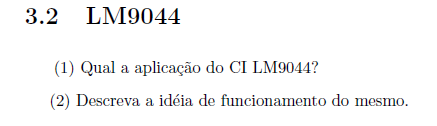 3.2 LM9044
(1) Qual a aplicação do CI LM9044?
(2) Descreva a idéia de funcionamento do mesmo.